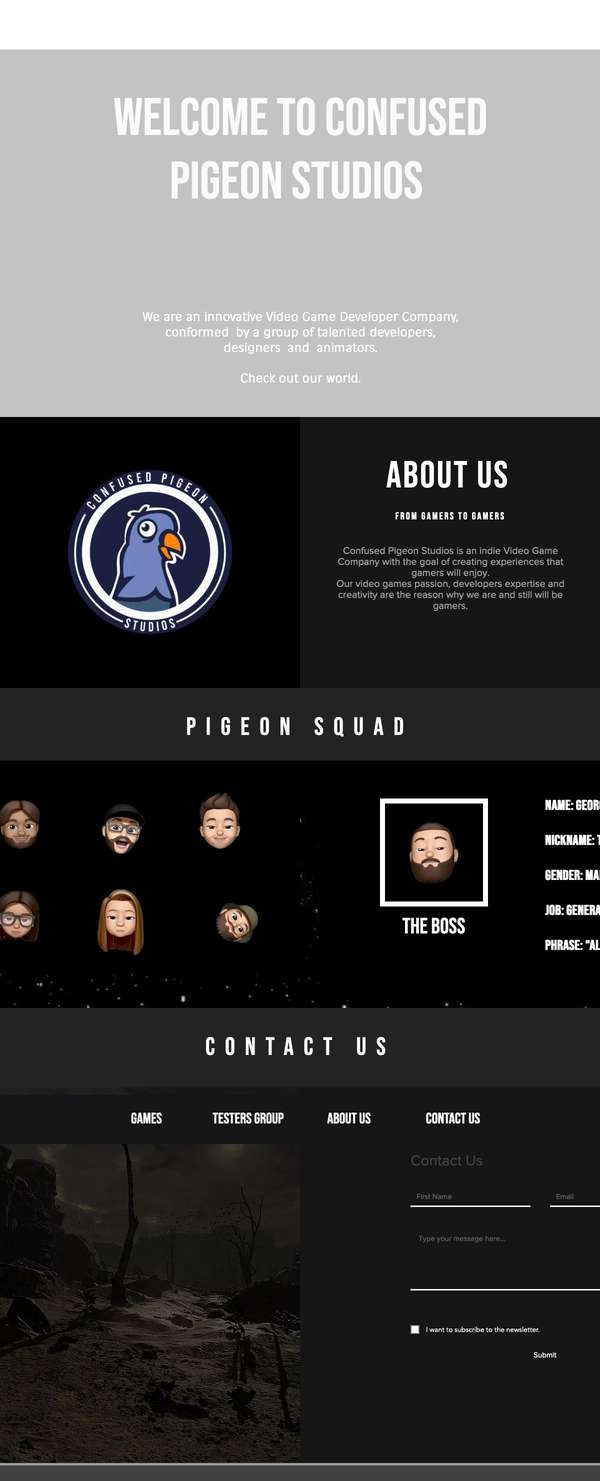 WELCOME TO CONFUSED
PIGEON STUDIOS
We are an innovative Video Game Developer Company,
conformed by a group of talented developers,
designers and animators.
Check out our world.
CONFUSED PIGEON
STUDIOS
ABOUT US
FROM GAMERS TO GAMERS
Confused Pigeon Studios is an indie Video Game
Company with the goal of creating experiences that
gamers will enjoy.
Our video games passion, developers expertise and
creativity are the reason why we are and still will be
gamers.
PIGEON SQUAD
THE BOSS
NAME: GEOR
NICKNAME: T
GENDER: MA
JOB: GENERA
PHRASE: "AL
CONTACT US
GAMES TESTERS GROUP ABOUT US CONTACT US
Contact Us
First Name Email
Type your message here...
I want to subscribe to the newsletter.
Submit